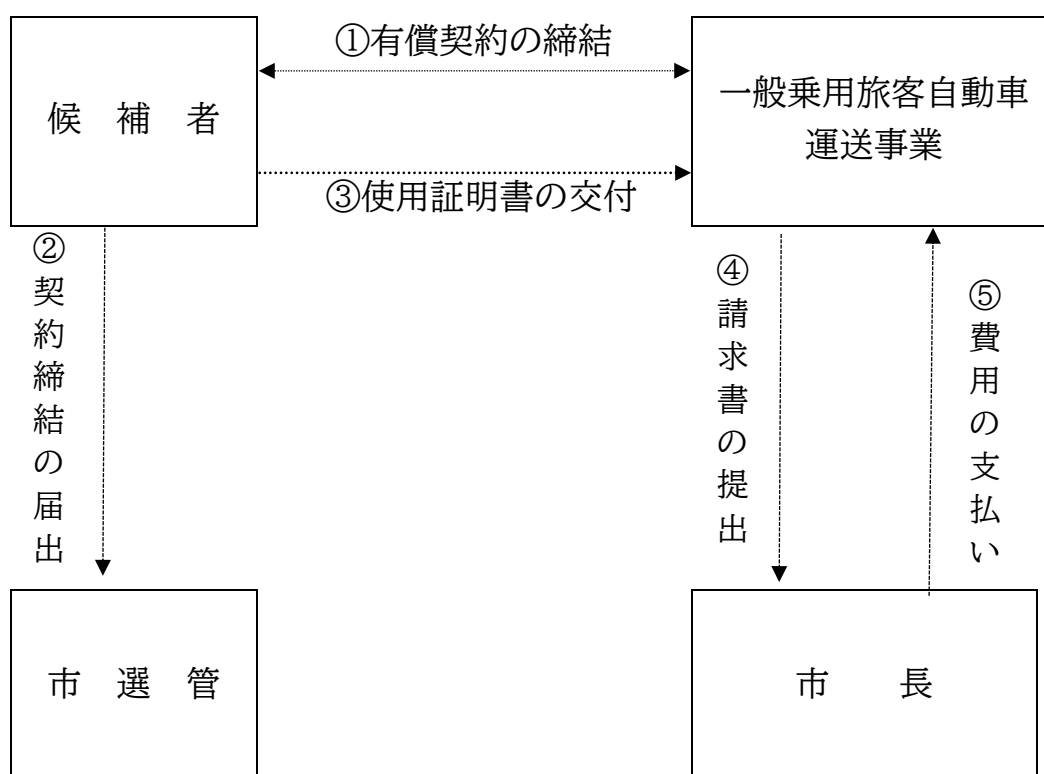 ①有償契約の締結
候 補 者
一般乗用旅客自動車
運送事業
③使用証明書の交付
②契約締結の届出
④請求書の提出
⑤費用の支払い
市 選 管
市 長